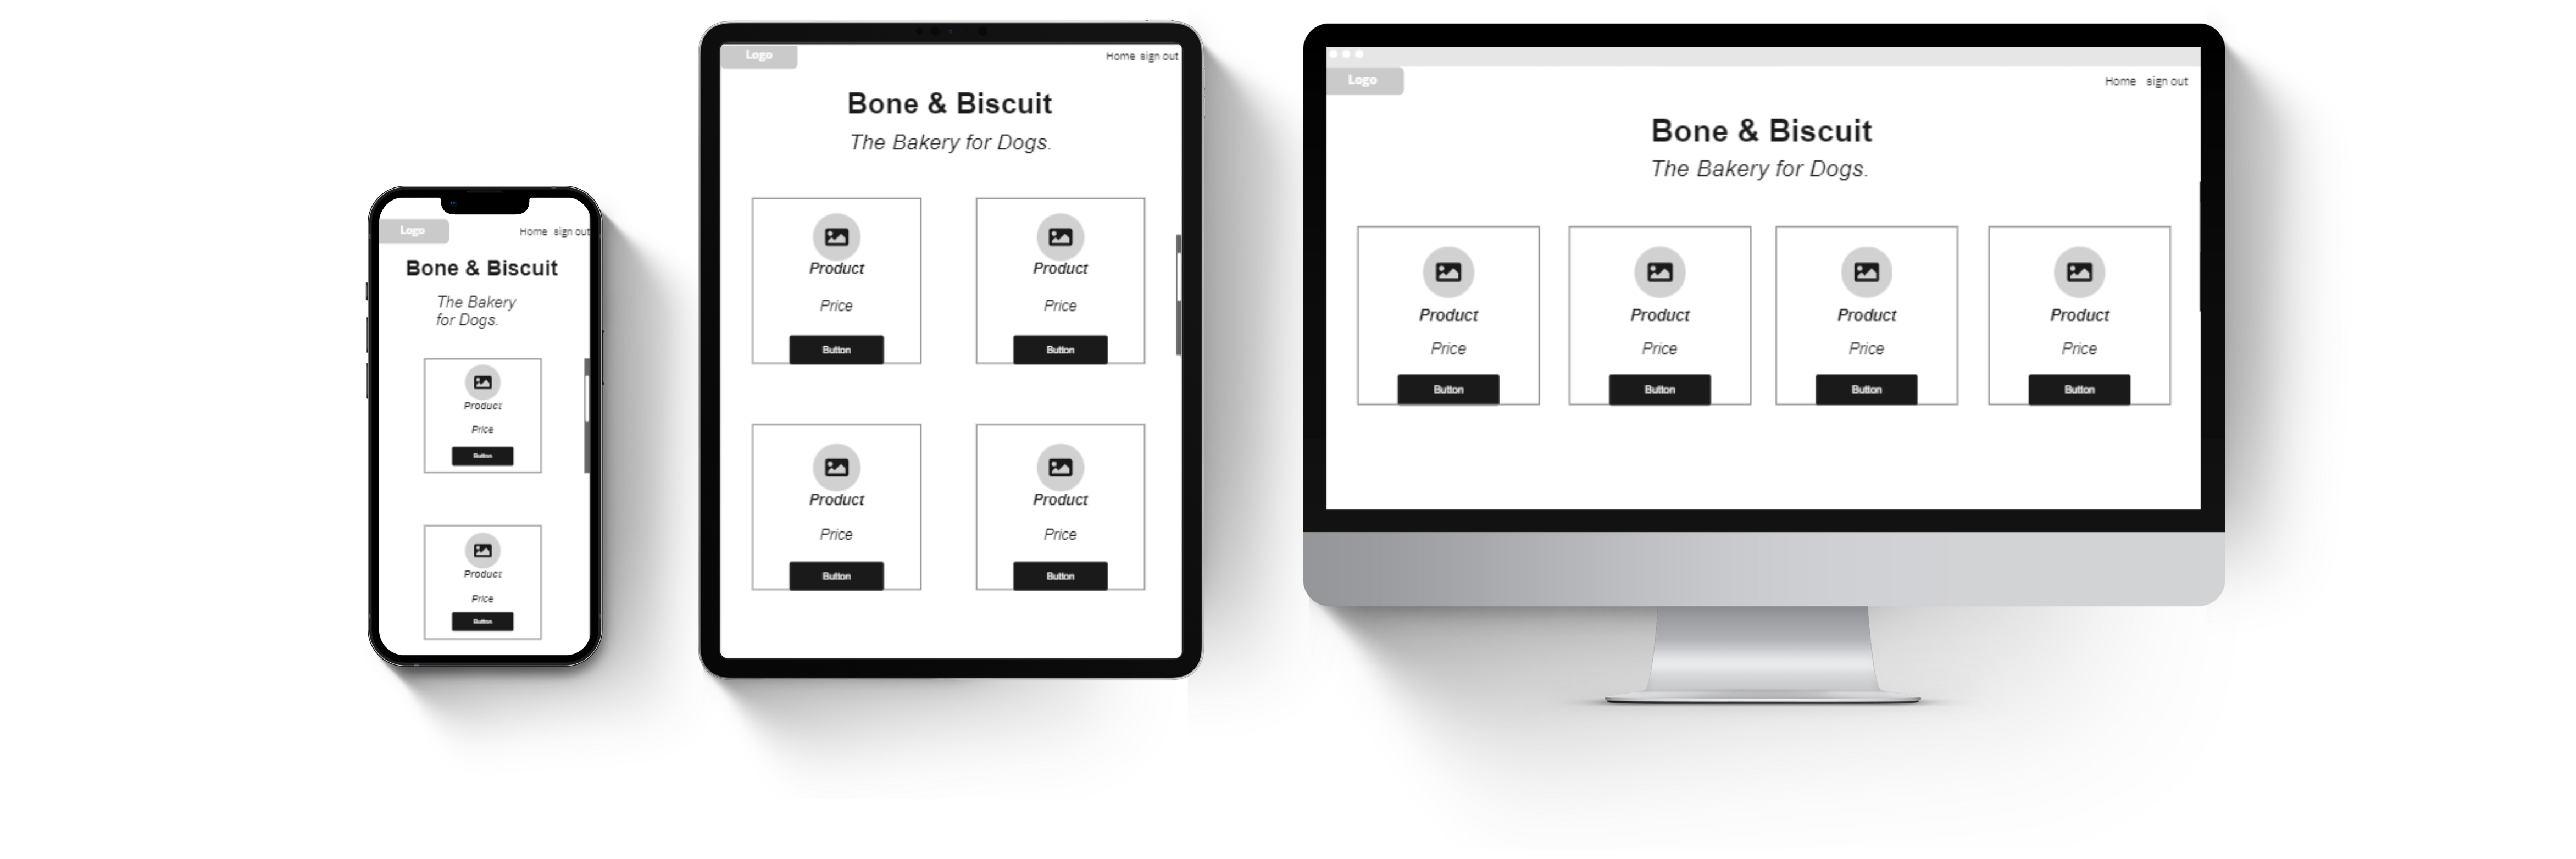 Logo
Home sign out
Bone & Biscuit
The Bakery
for Dogs.
Product
Price
Button
Product
Price
Button
Logo
Home sign out
Bone & Biscuit
The Bakery for Dogs.
Product Product
Price Price
Button Button
Product Product
Price Price
Button Button
Logo
Home sign out
Bone & Biscuit
The Bakery for Dogs.
Product Product Product Product
Price Price Price Price
Button Button Button Button